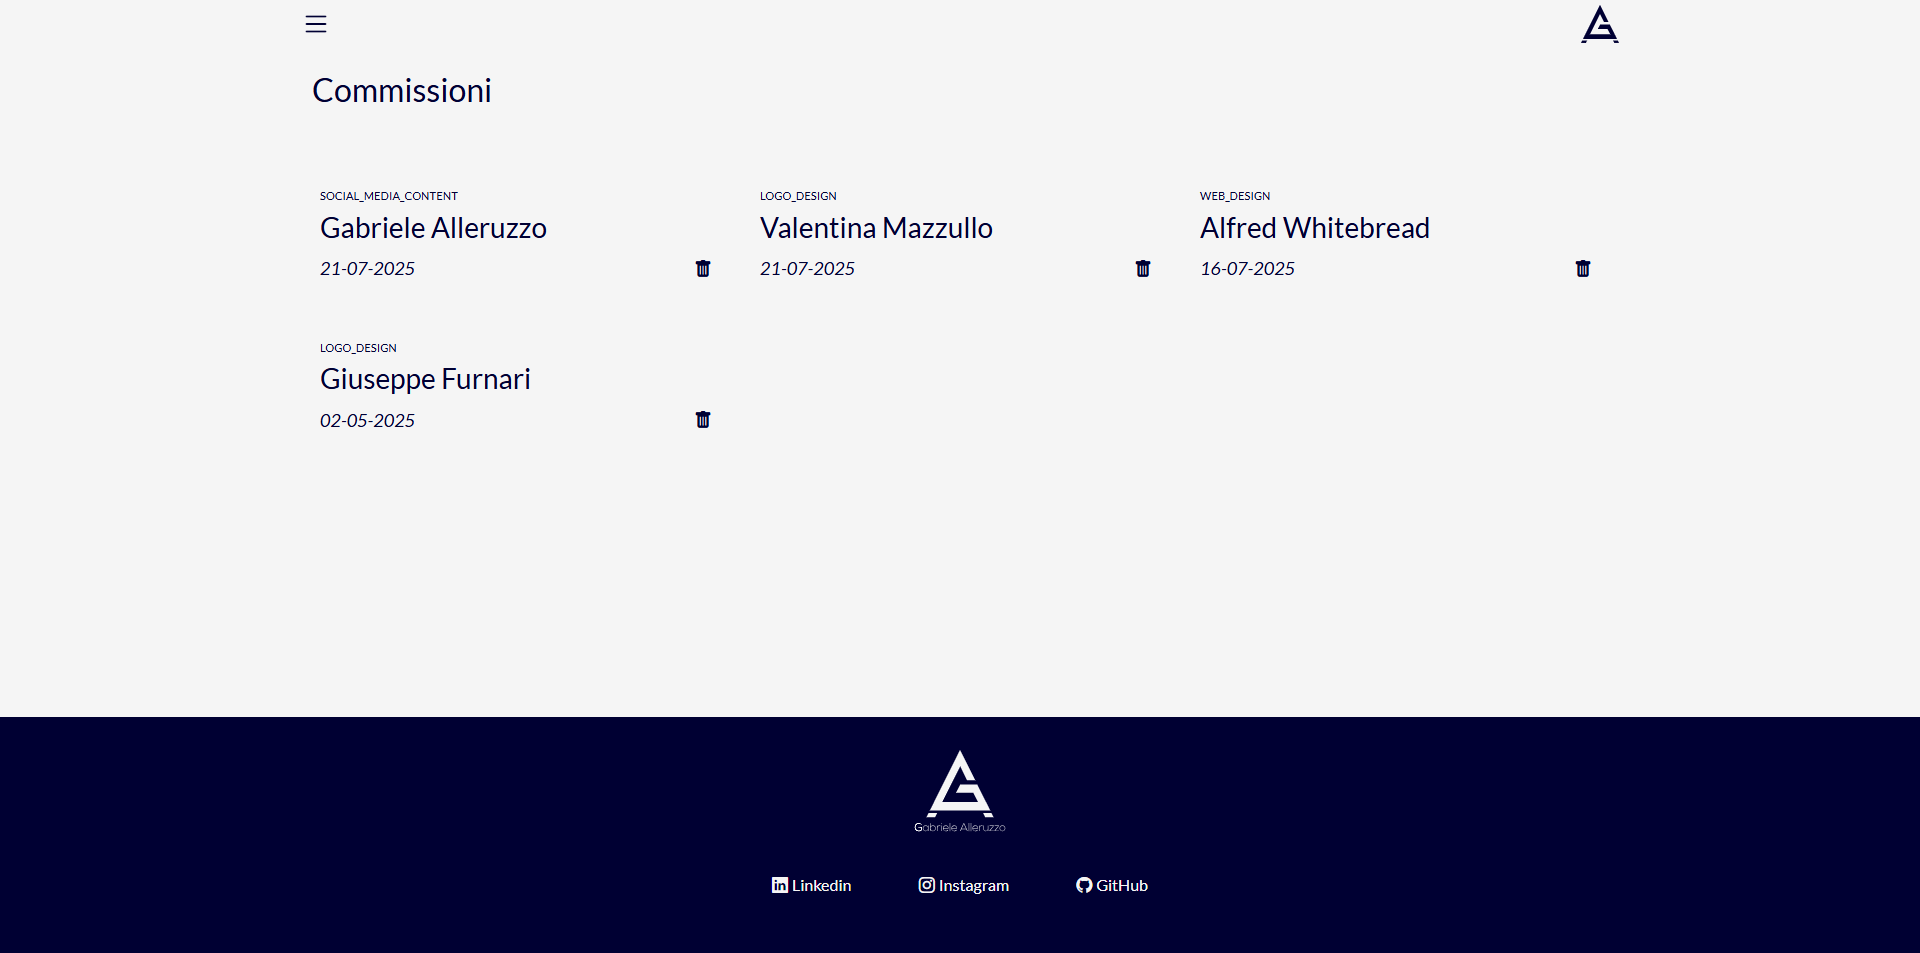 Commissioni
SOCIAL_MEDIA_CONTENT
Gabriele Alleruzzo
21-07-2025
LOGO_DESIGN
Valentina Mazzullo
21-07-2025
WEB_DESIGN
Alfred Whitebread
16-07-2025
LOGO_DESIGN
Giuseppe Furnari
02-05-2025
Gabriele Alleruzzo
Linkedin
Instagram
GitHub